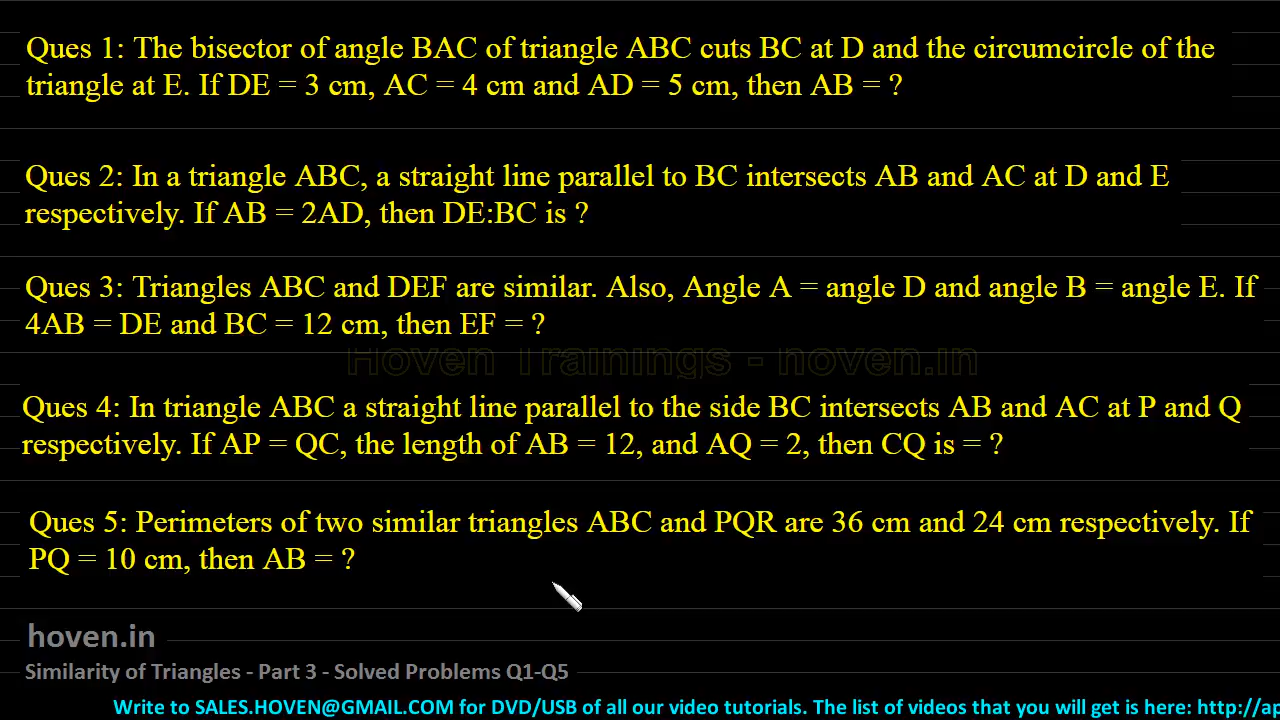 Ques 1: The bisector of angle BAC of triangle ABC cuts BC at D and the circumcircle of the
triangle at E. If DE = 3 cm, AC = 4 cm and AD = 5 cm, then AB = ?
Ques 2: In a triangle ABC, a straight line parallel to BC intersects AB and AC at D and E
respectively. If AB = 2AD, then DE:BC is ?
Ques 3: Triangles ABC and DEF are similar. Also, Angle A = angle D and angle B = angle E. If
4AB = DE and BC = 12 cm, then EF = ?
Hoven Trainings - hoven.in
Ques 4: In triangle ABC a straight line parallel to the side BC intersects AB and AC at P and Q
respectively. If AP = QC, the length of AB = 12, and AQ = 2, then CQ is = ?
Ques 5: Perimeters of two similar triangles ABC and PQR are 36 cm and 24 cm respectively. If
PQ = 10 cm, then AB = ?
hoven.in
Similarity of Triangles - Part 3 - Solved Problems Q1-Q5
Write to SALES.HOVEN@GMAIL.COM for DVD/USB of all our video tutorials. The list of videos that you will get is here: http://ap